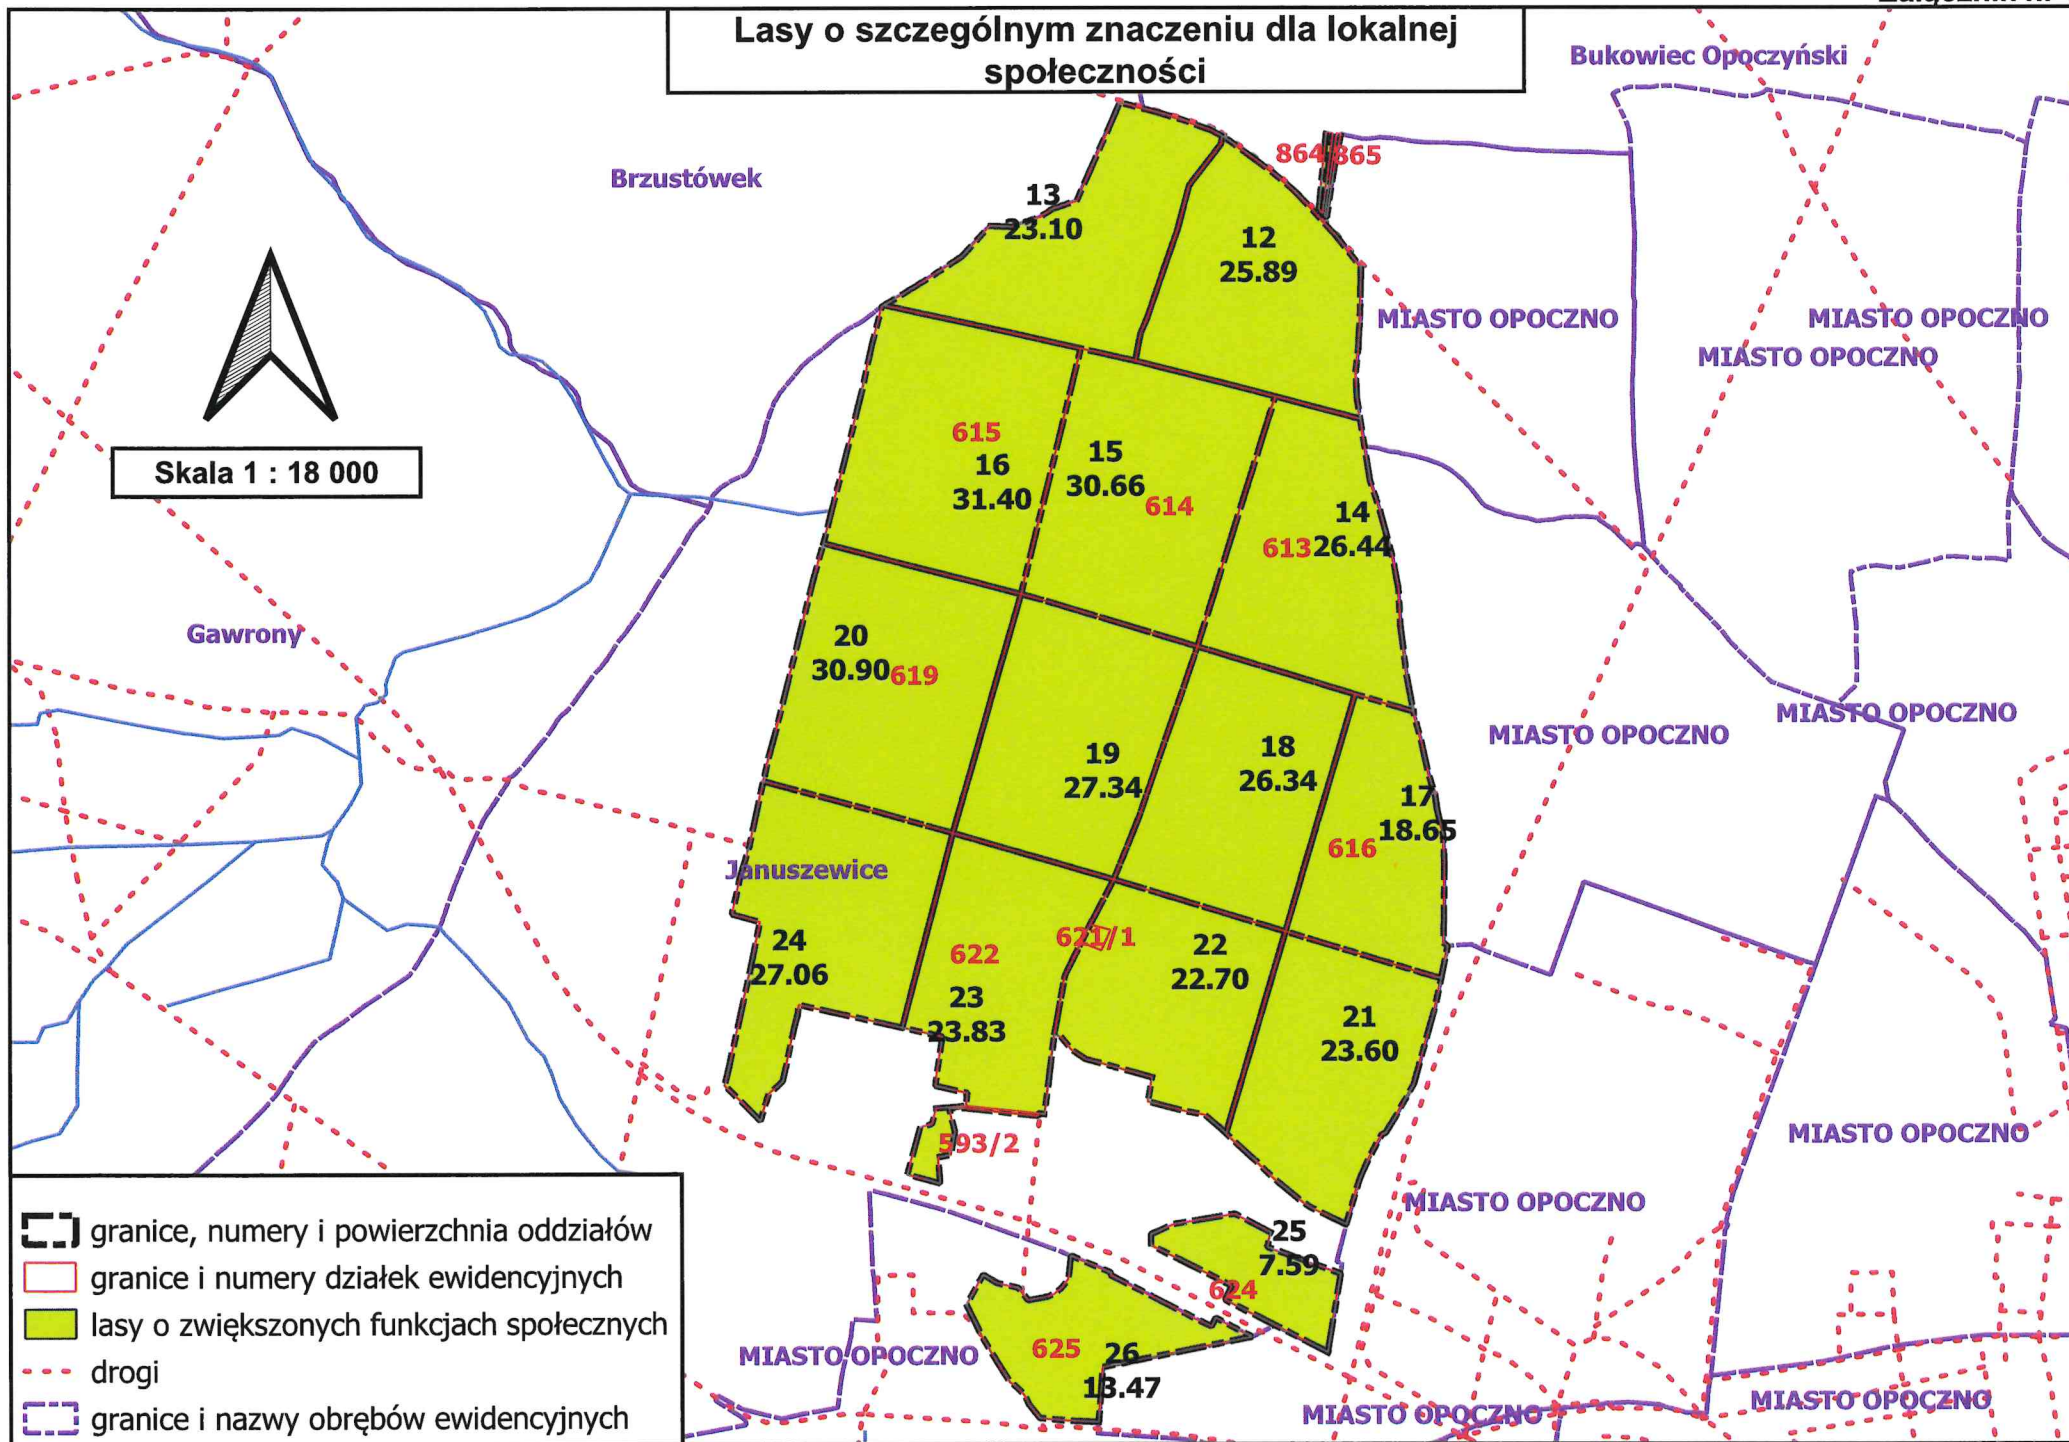 Lasy o szczególnym znaczeniu dla lokalnej
społeczności
Bukowiec Opoczyński
Brzustówek
864 865
13
23.10
12
25.89
MIASTO OPOCZNO
MIASTO OPOCZNO
MIASTO OPOCZNO
Skala 1 : 18 000
615
16
31.40
15
30.66
614
14
613 26.44
Gawrony
20
30.90 619
MIASTO OPOCZNO
MIASTO OPOCZNO
19
27.34
18
26.34
17
18.65
616
Januszewice
24
27.06
622
621/1
22
22.70
23
23.83
21
23.60
593/2
MIASTO OPOCZNO
MIASTO OPOCZNO
25
7.59
624
625
26
13.47
MIASTO OPOCZNO
MIASTO OPOCZNO
MIASTO OPOCZNO
granice, numery i powierzchnia oddziałów
granice i numery działek ewidencyjnych
lasy o zwiększonych funkcjach społecznych
drogi
granice i nazwy obrębów ewidencyjnych